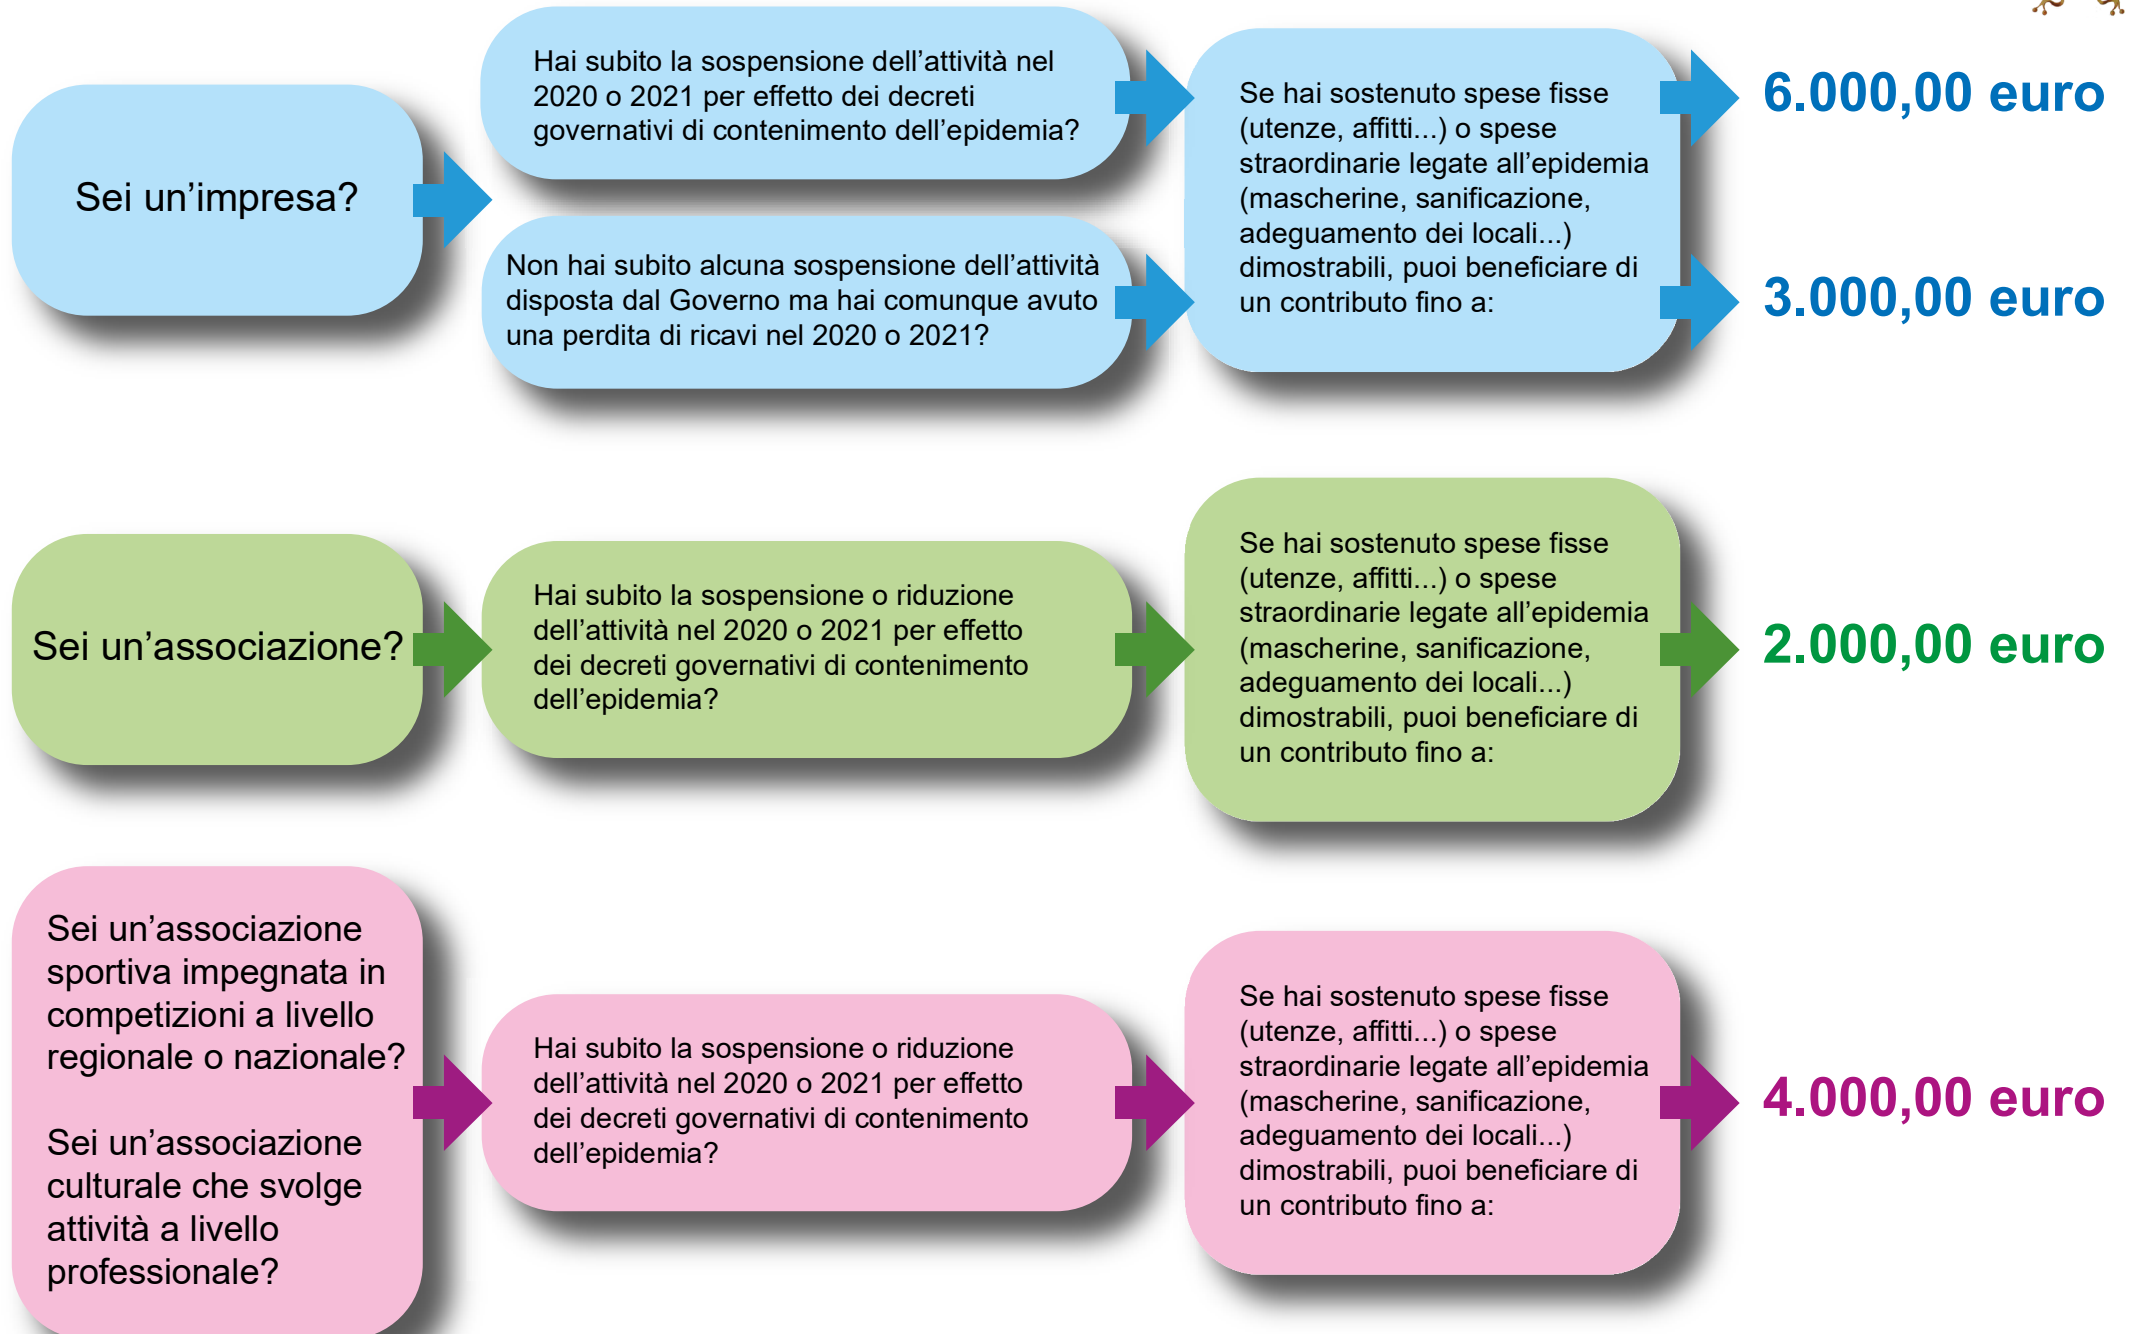 Sei un’impresa?
Hai subito la sospensione dell’attività nel
2020 o 2021 per effetto dei decreti
governativi di contenimento dell’epidemia?
Non hai subito alcuna sospensione dell’attività
disposta dal Governo ma hai comunque avuto
una perdita di ricavi nel 2020 o 2021?
Se hai sostenuto spese fisse
(utenze, affitti...) o spese
straordinarie legate all’epidemia
(mascherine, sanificazione,
adeguamento dei locali...)
dimostrabili, puoi beneficiare di
un contributo fino a:
6.000,00 euro
3.000,00 euro
Sei un’associazione?
Hai subito la sospensione o riduzione
dell’attività nel 2020 o 2021 per effetto
dei decreti governativi di contenimento
dell’epidemia?
Se hai sostenuto spese fisse
(utenze, affitti...) o spese
straordinarie legate all’epidemia
(mascherine, sanificazione,
adeguamento dei locali...)
dimostrabili, puoi beneficiare di
un contributo fino a:
2.000,00 euro
Sei un’associazione
sportiva impegnata in
competizioni a livello
regionale o nazionale?
Sei un’associazione
culturale che svolge
attività a livello
professionale?
Hai subito la sospensione o riduzione
dell’attività nel 2020 o 2021 per effetto
dei decreti governativi di contenimento
dell’epidemia?
Se hai sostenuto spese fisse
(utenze, affitti...) o spese
straordinarie legate all’epidemia
(mascherine, sanificazione,
adeguamento dei locali...)
dimostrabili, puoi beneficiare di
un contributo fino a:
4.000,00 euro